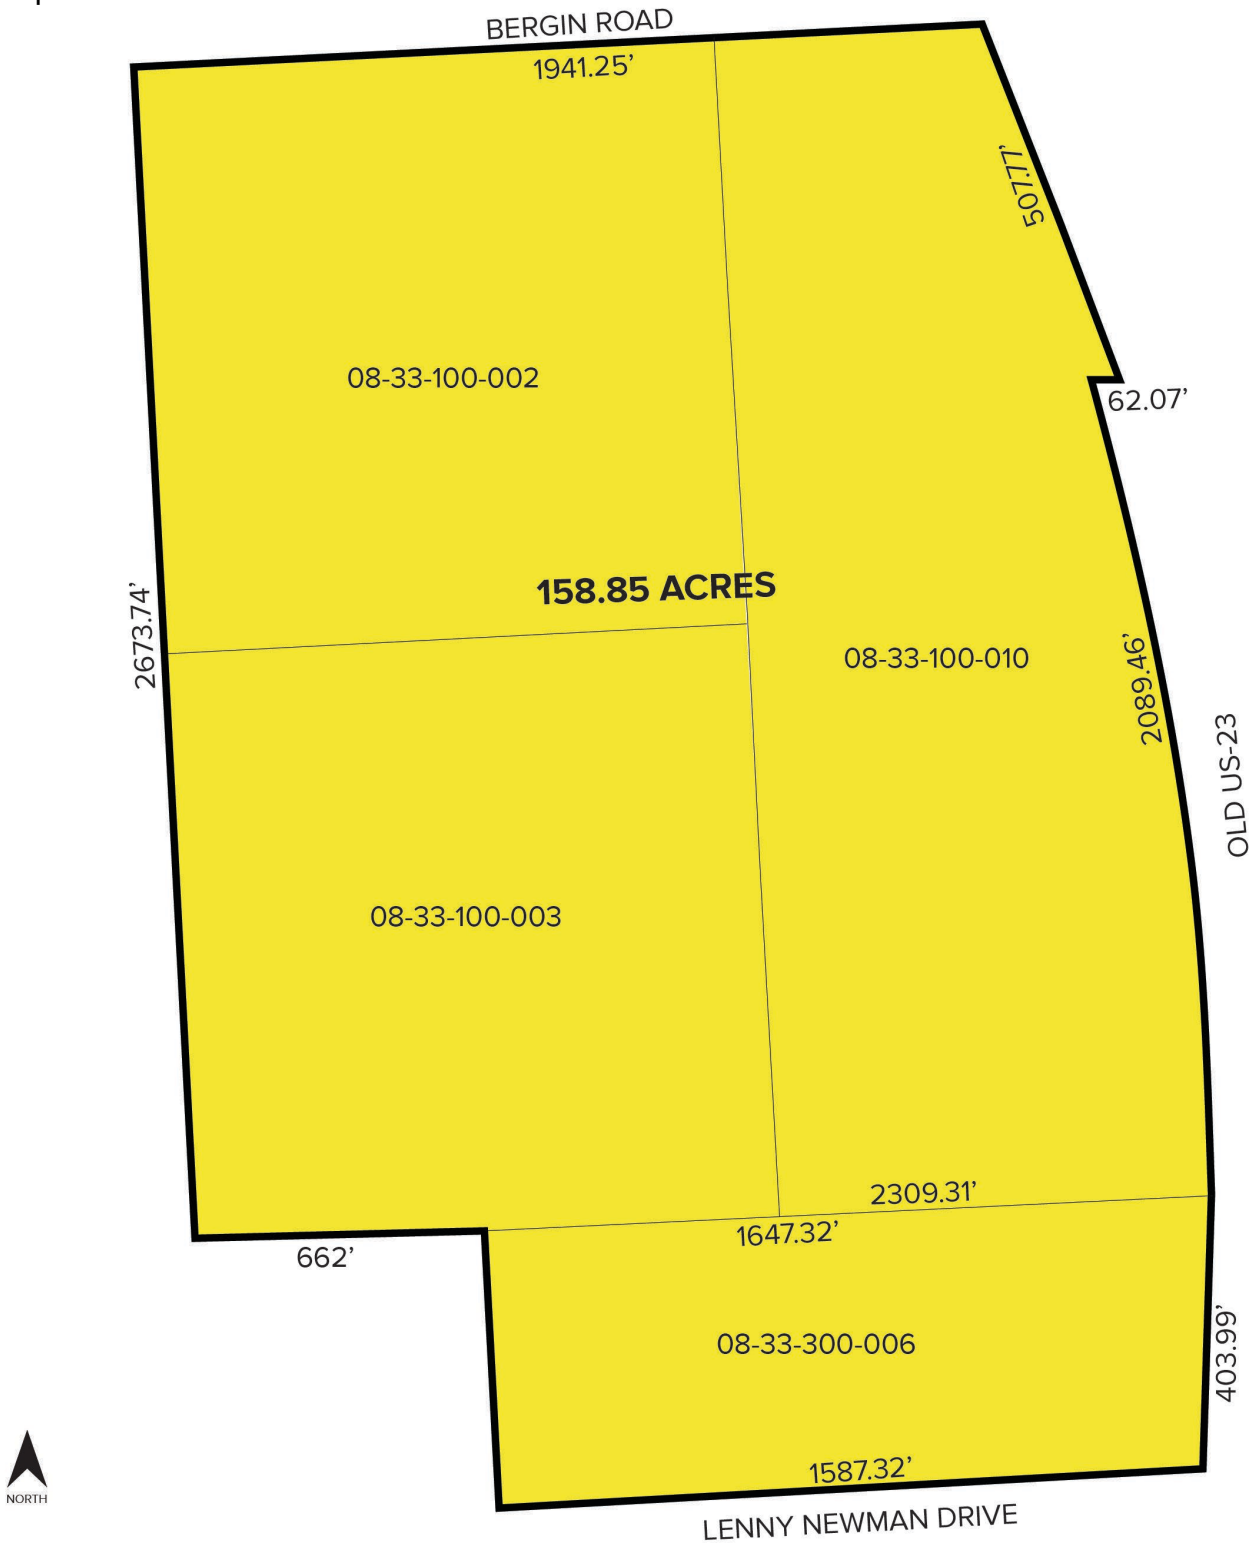 BERGIN ROAD
1941.25’
507.77’
08-33-100-002
62.07’
158.85 ACRES
2673.74’
08-33-100-010
2089.46’
OLD US-23
08-33-100-003
2309.31’
1647.32’
662’
08-33-300-006
403.99’
1587.32’
NORTH
LENNY NEWMAN DRIVE